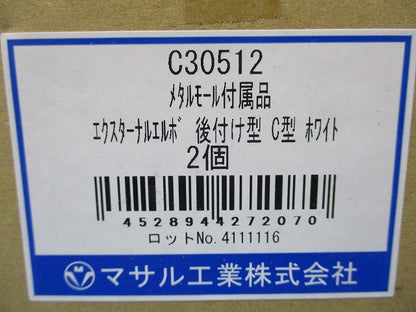 C30512
ﾒﾀﾙﾓｰﾙ付属品
ｴｸｽﾀｰﾅﾙｴﾙﾎﾞ 後付け型 C型 ﾎﾜｲﾄ
2個
4528944272070
ロットNo.4111116
マサル工業株式会社